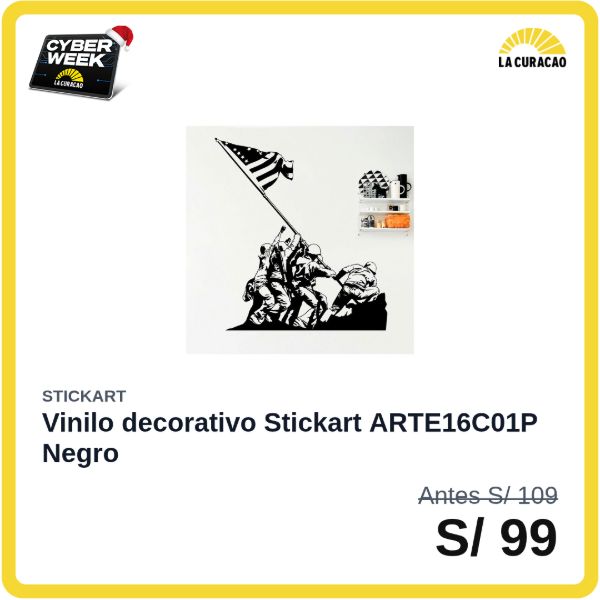 CYBER
WEEK
LA CURACAO
LA CURACAO
STICKART
Vinilo decorativo Stickart ARTE16C01P
Negro
Antes S/ 109
S/ 99